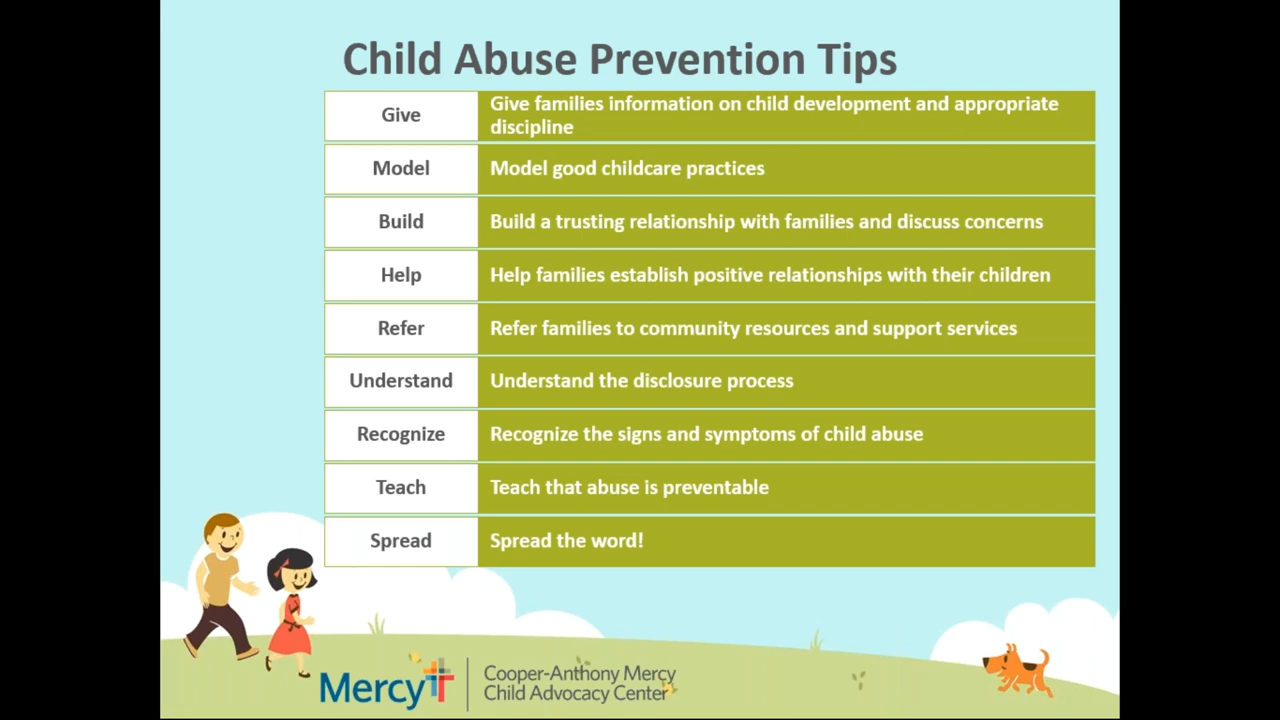 Child Abuse Prevention Tips
Give
Give families information on child development and appropriate
discipline
Model
Model good childcare practices
Build
Build a trusting relationship with families and discuss concerns
Help
Help families establish positive relationships with their children
Refer
Refer families to community resources and support services
Understand
Understand the disclosure process
Recognize
Recognize the signs and symptoms of child abuse
Teach
Teach that abuse is preventable
Spread
Spread the word!
Mercy
Cooper-Anthony Mercy
Child Advocacy Center